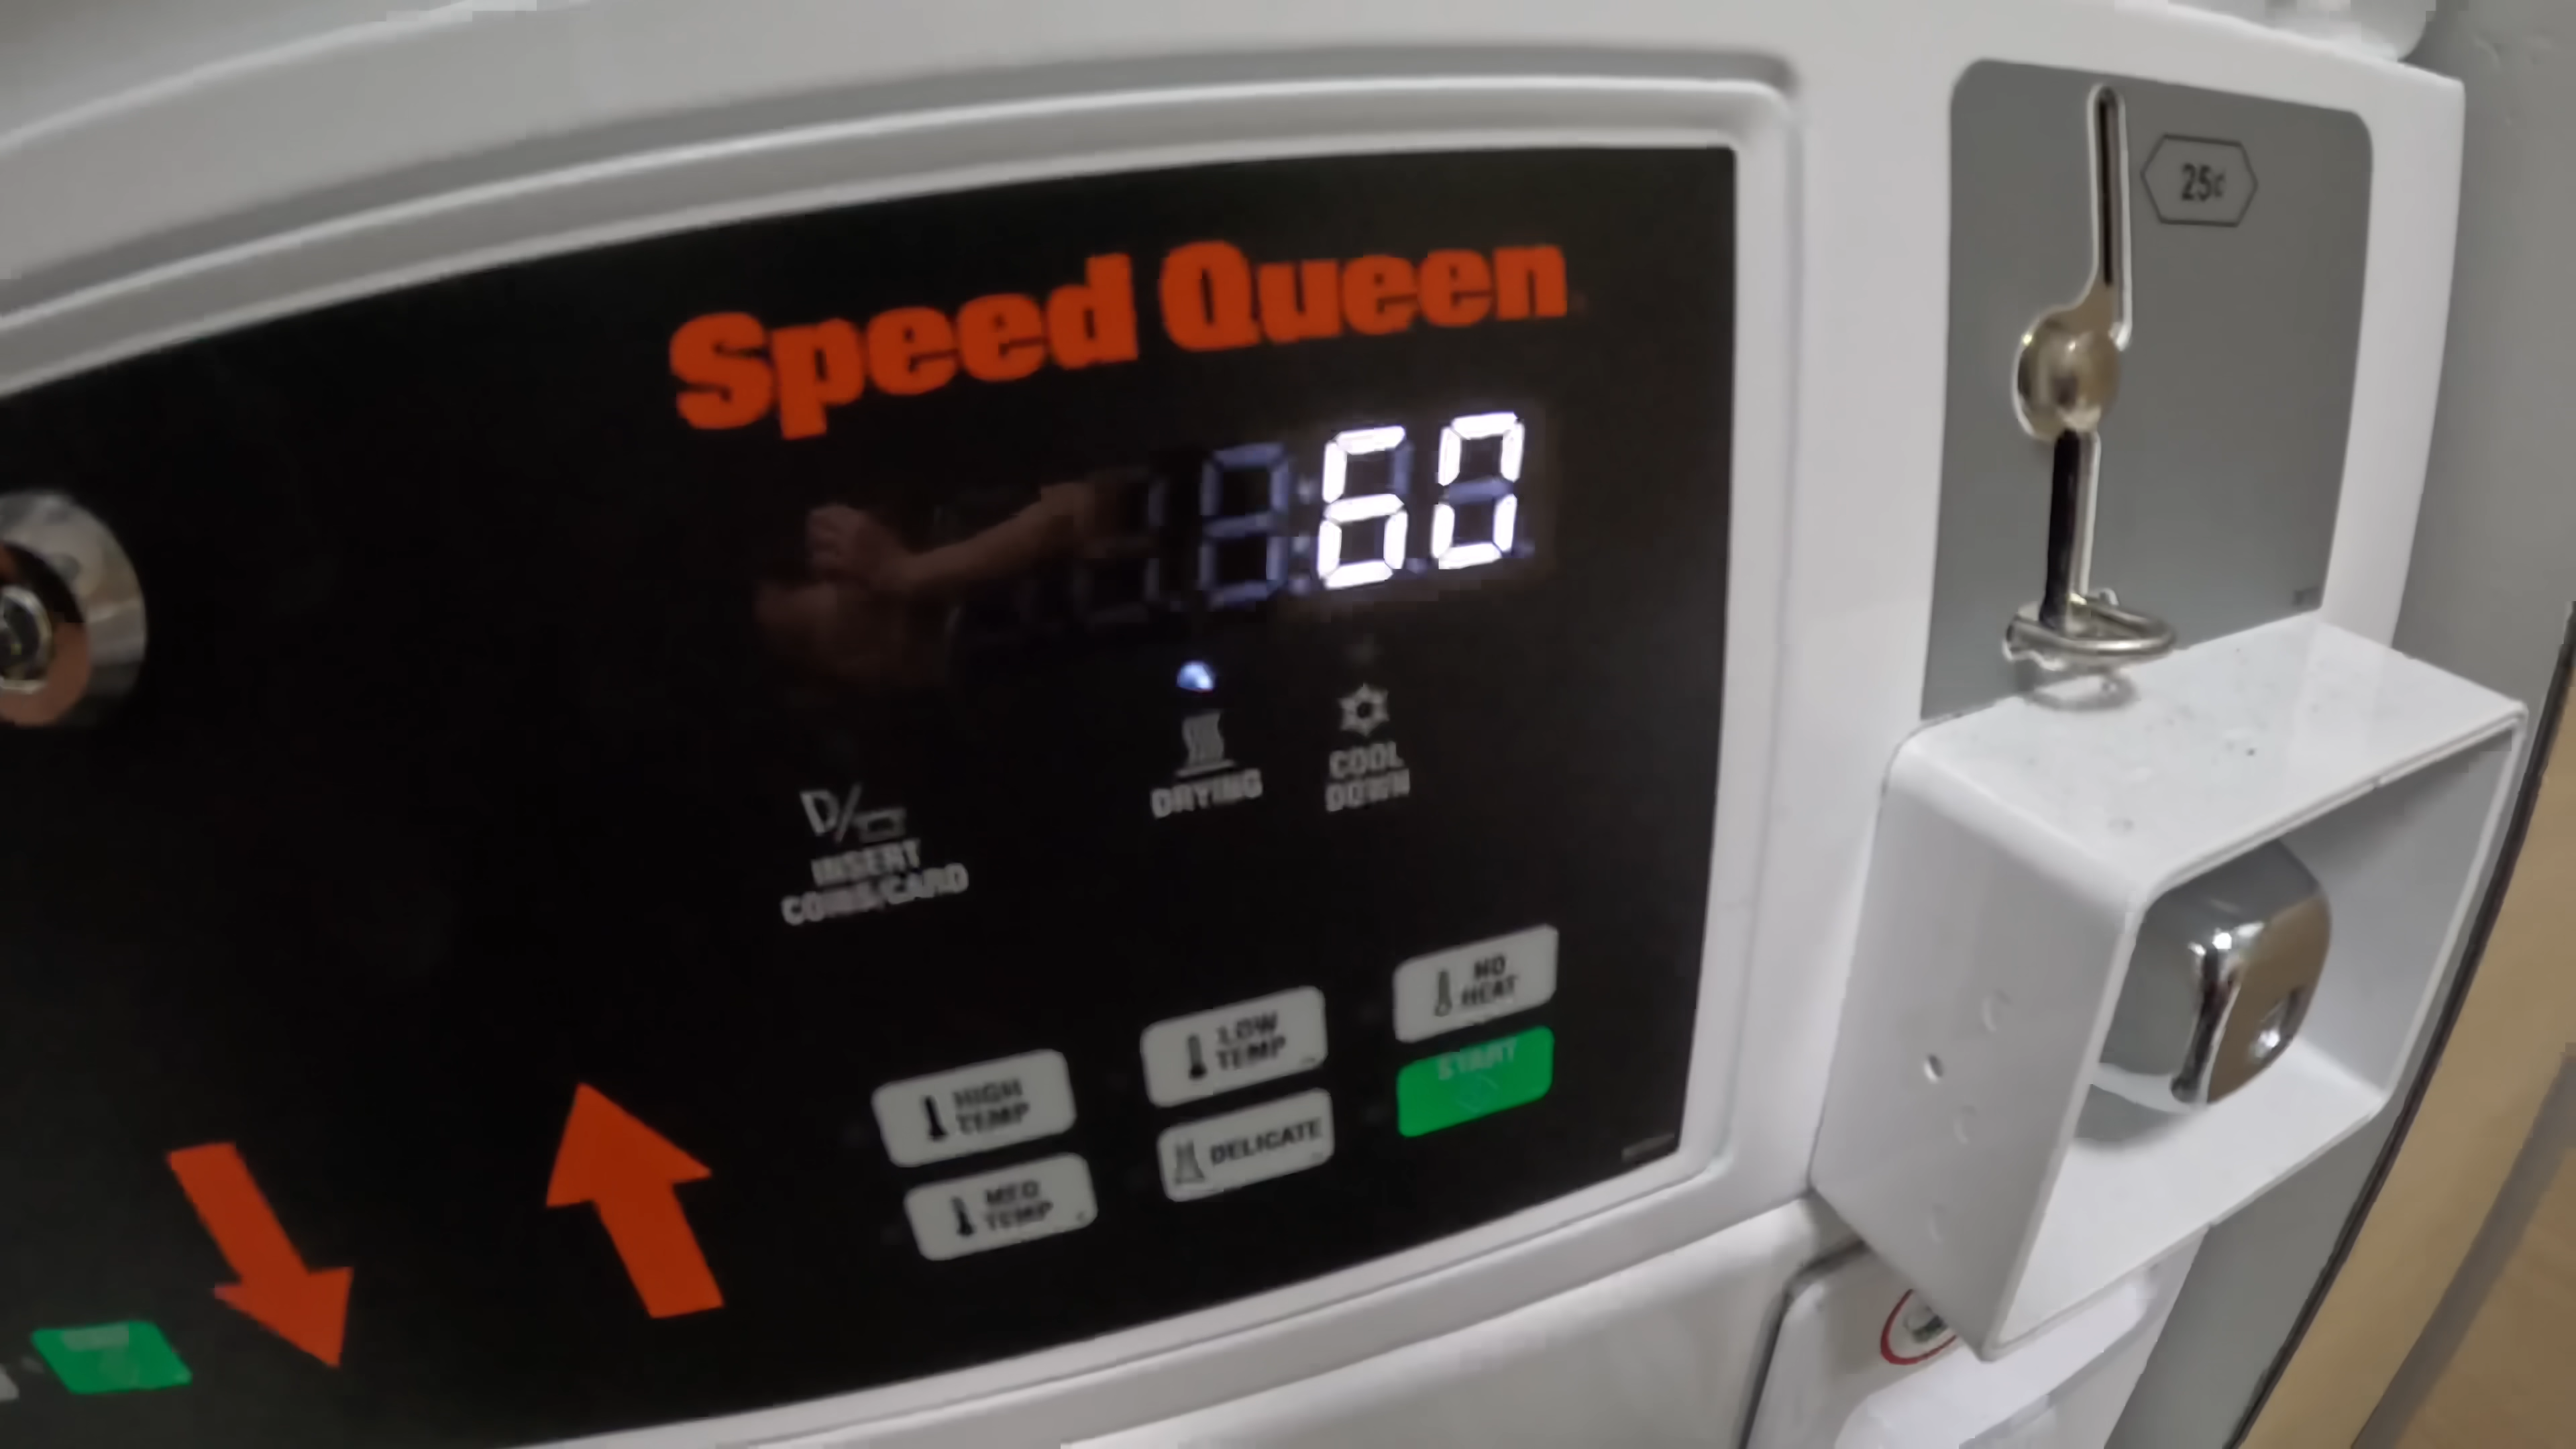 25¢
Speed Queen
60
DRYING
COOL
DOWN
INSERT
COINS/CARD
NO
HEAT
LOW
TEMP
HIGH
TEMP
START
DELICATE
MED
TEMP